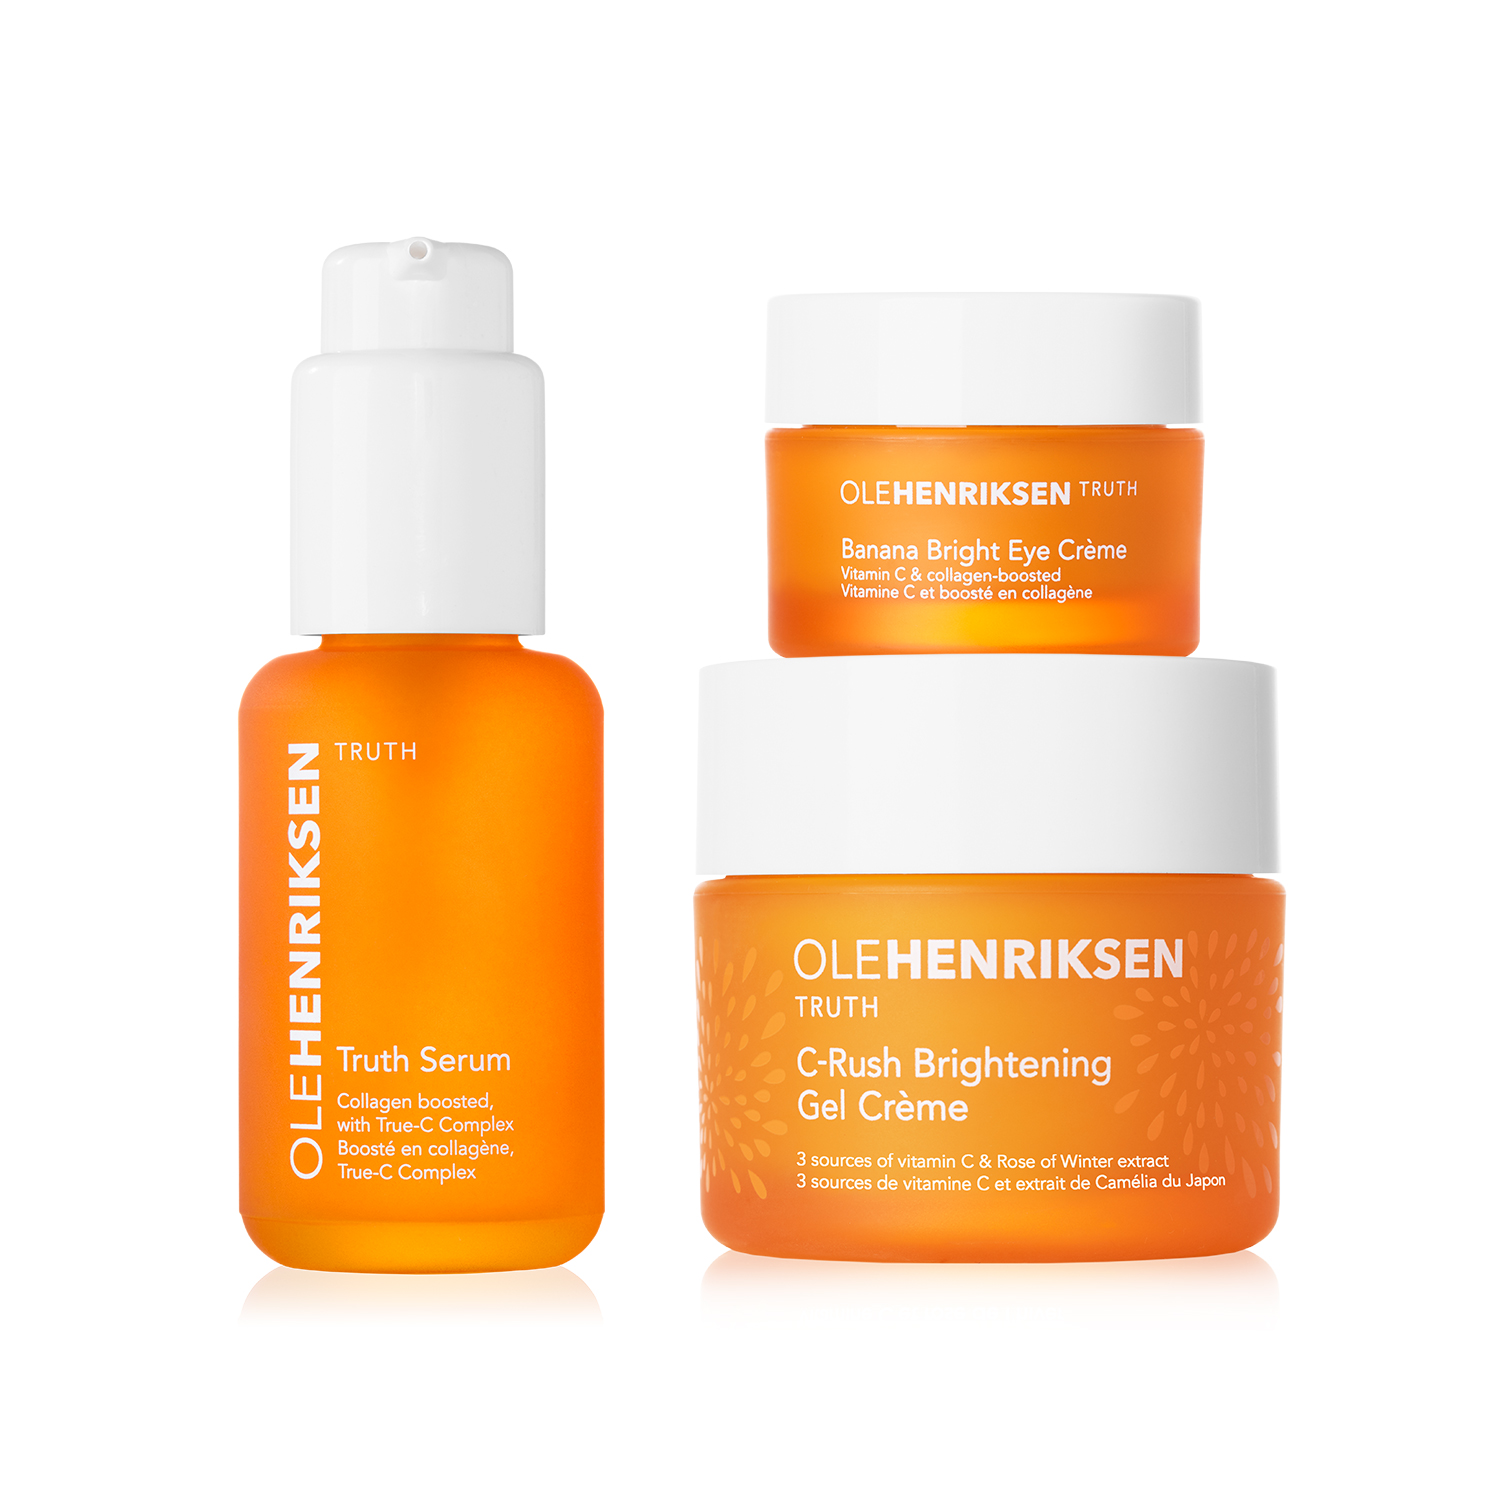 OLEHENRIKSEN
TRUTH
Truth Serum
Collagen boosted,
with True-C Complex
Boosté en collagène,
True-C Complex
OLEHENRIKSEN TRUTH
Banana Bright Eye Crème
Vitamin C & collagen-boosted
Vitamine C et boosté en collagène
OLEHENRIKSEN
TRUTH
C-Rush Brightening
Gel Crème
3 sources of vitamin C & Rose of Winter extract
3 sources de vitamine C et extrait de Camélia du Japon